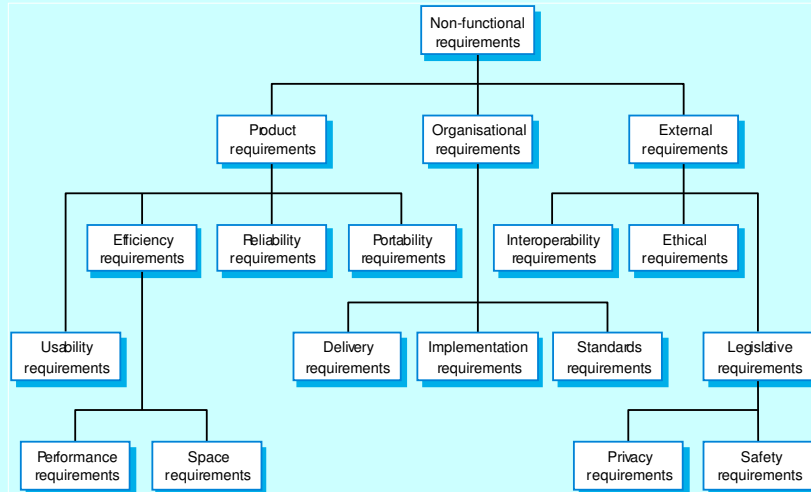 Non-functional
requirements
Product
requirements
Organisational
requirements
External
requirements
Efficiency
requirements
Reliability
requirements
Portability
requirements
Interoperability
requirements
Ethical
requirements
Usability
requirements
Delivery
requirements
Implementation
requirements
Standards
requirements
Legislative
requirements
Performance
requirements
Space
requirements
Privacy
requirements
Safety
requirements